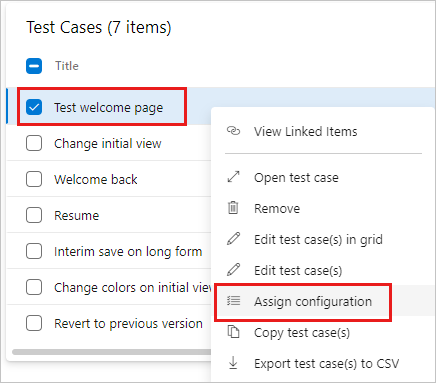 Test Cases (7 items)
Title
Test welcome page
Change initial view
Welcome back
Resume
Interim save on long form
Change colors on initial view
Revert to previous version
View Linked Items
Open test case
Remove
Edit test case(s) in grid
Edit test case(s)
Assign configuration
Copy test case(s)
Export test case(s) to CSV